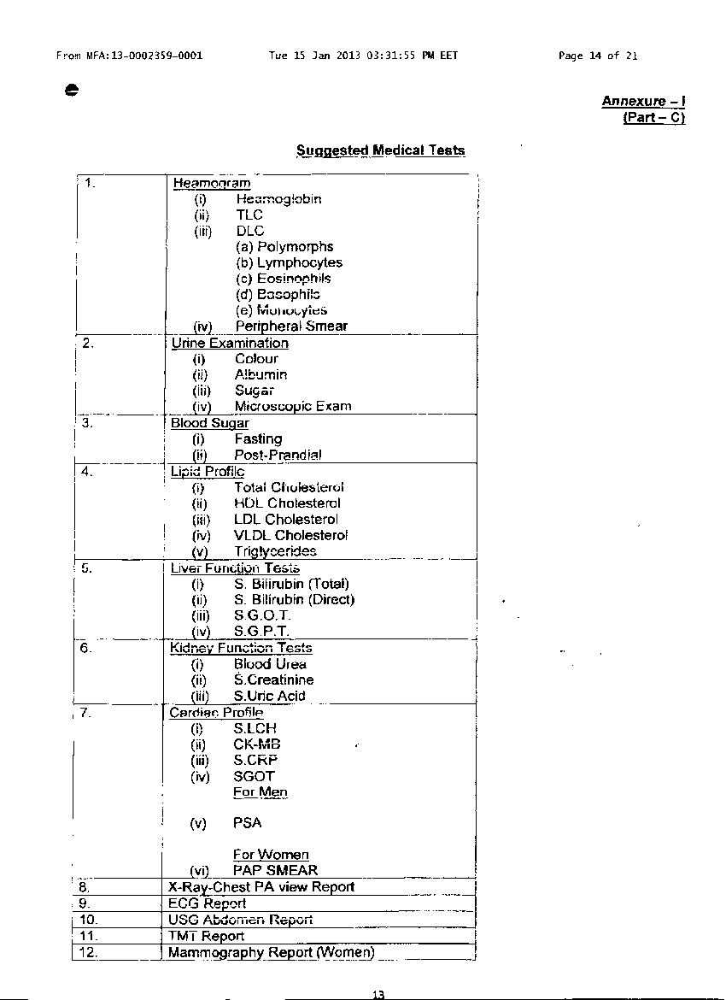 From MFA:13-0002359-0001 Tue 15 Jan 2013 03:31:55 PM EET Page 14 of 21
Annexure – I
(Part – C)
Suggested Medical Tests
1. Heamogram
(i) Heamoglobin
(ii) TLC
(iii) DLC
(a) Polymorphs
(b) Lymphocytes
(c) Eosinophils
(d) Basophils
(e) Monocytes
(iv) Peripheral Smear
2. Urine Examination
(i) Colour
(ii) Albumin
(iii) Sugar
(iv) Microscopic Exam
3. Blood Sugar
(i) Fasting
(ii) Post-Prandial
4. Lipid Profile
(i) Total Cholesterol
(ii) HDL Cholesterol
(iii) LDL Cholesterol
(iv) VLDL Cholesterol
(v) Triglycerides
5. Liver Function Tests
(i) S. Bilirubin (Total)
(ii) S. Bilirubin (Direct)
(iii) S.G.O.T.
(iv) S.G.P.T.
6. Kidney Function Tests
(i) Blood Urea
(ii) S.Creatinine
(iii) S.Uric Acid
7. Cardiac Profile
(i) S.LCH
(ii) CK-MB
(iii) S.CRP
(iv) SGOT
For Men
(v) PSA
For Women
(vi) PAP SMEAR
8. X-Ray-Chest PA view Report
9. ECG Report
10. USG Abdomen Report
11. TMT Report
12. Mammography Report (Women)
13